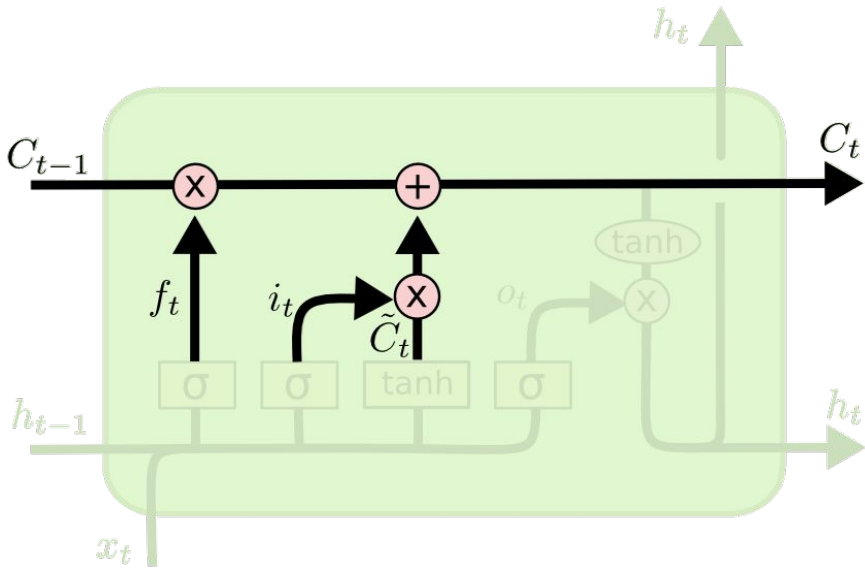 h_t
C_{t-1} C_t
x +
tanh
f_t i_t x o_t x
C̃_t
σ σ tanh σ
h_{t-1} h_t
x_t